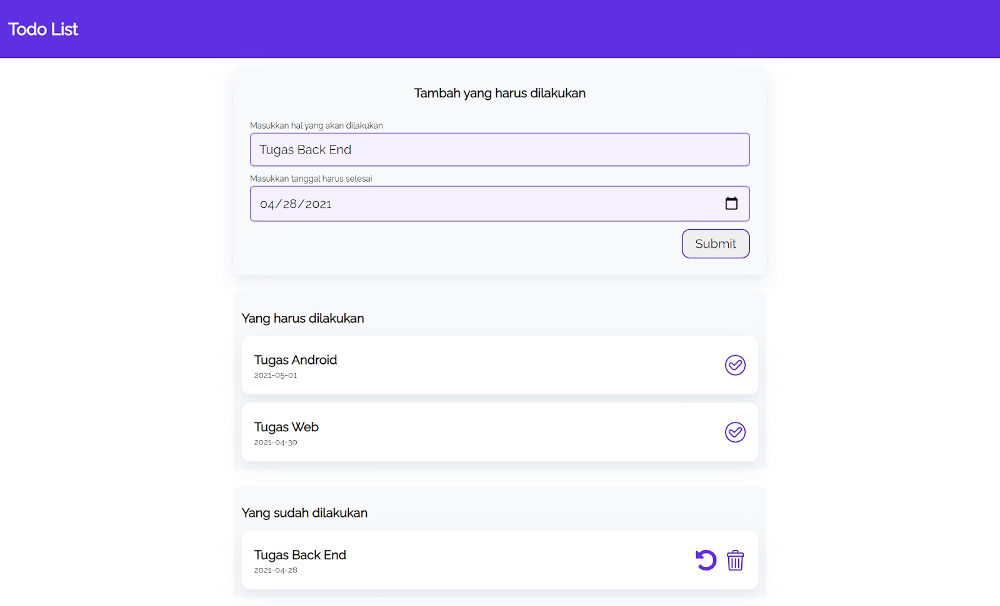 Todo List
Tambah yang harus dilakukan
Masukkan hal yang akan dilakukan
Tugas Back End
Masukkan tanggal harus selesai
04/28/2021
Submit
Yang harus dilakukan
Tugas Android
2021-05-01
Tugas Web
2021-04-30
Yang sudah dilakukan
Tugas Back End
2021-04-28